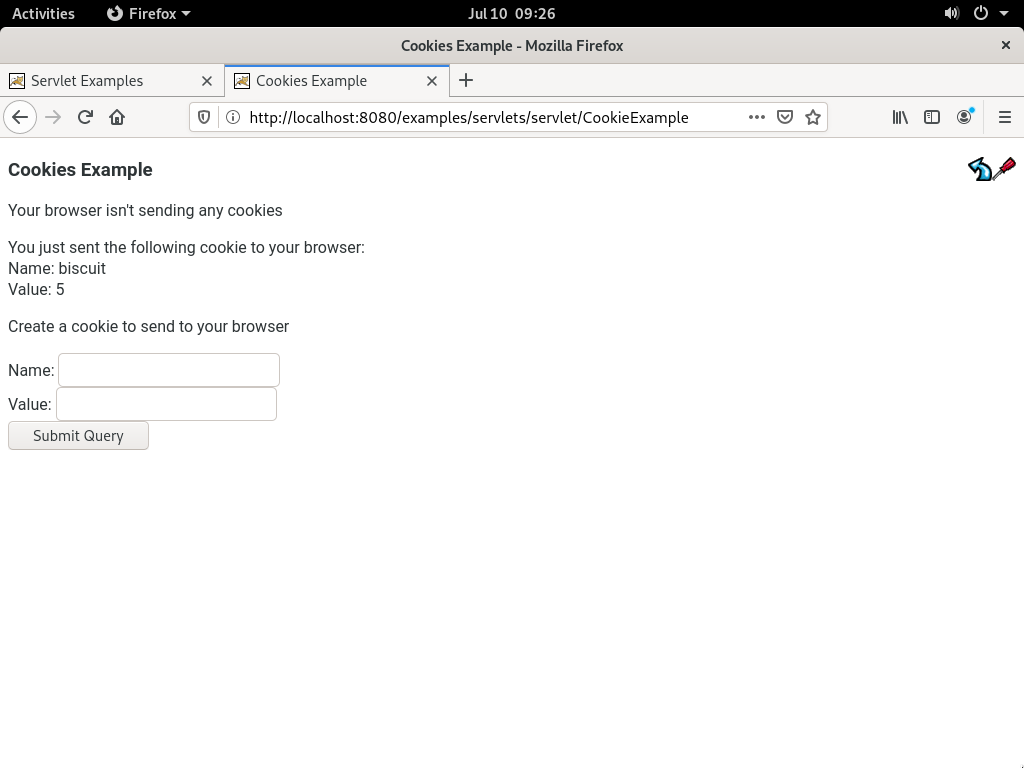 Activities Firefox Jul 10 09:26
Cookies Example - Mozilla Firefox
Servlet Examples Cookies Example
http://localhost:8080/examples/servlets/servlet/CookieExample
Cookies Example
Your browser isn't sending any cookies
You just sent the following cookie to your browser:
Name: biscuit
Value: 5
Create a cookie to send to your browser
Name:
Value:
Submit Query